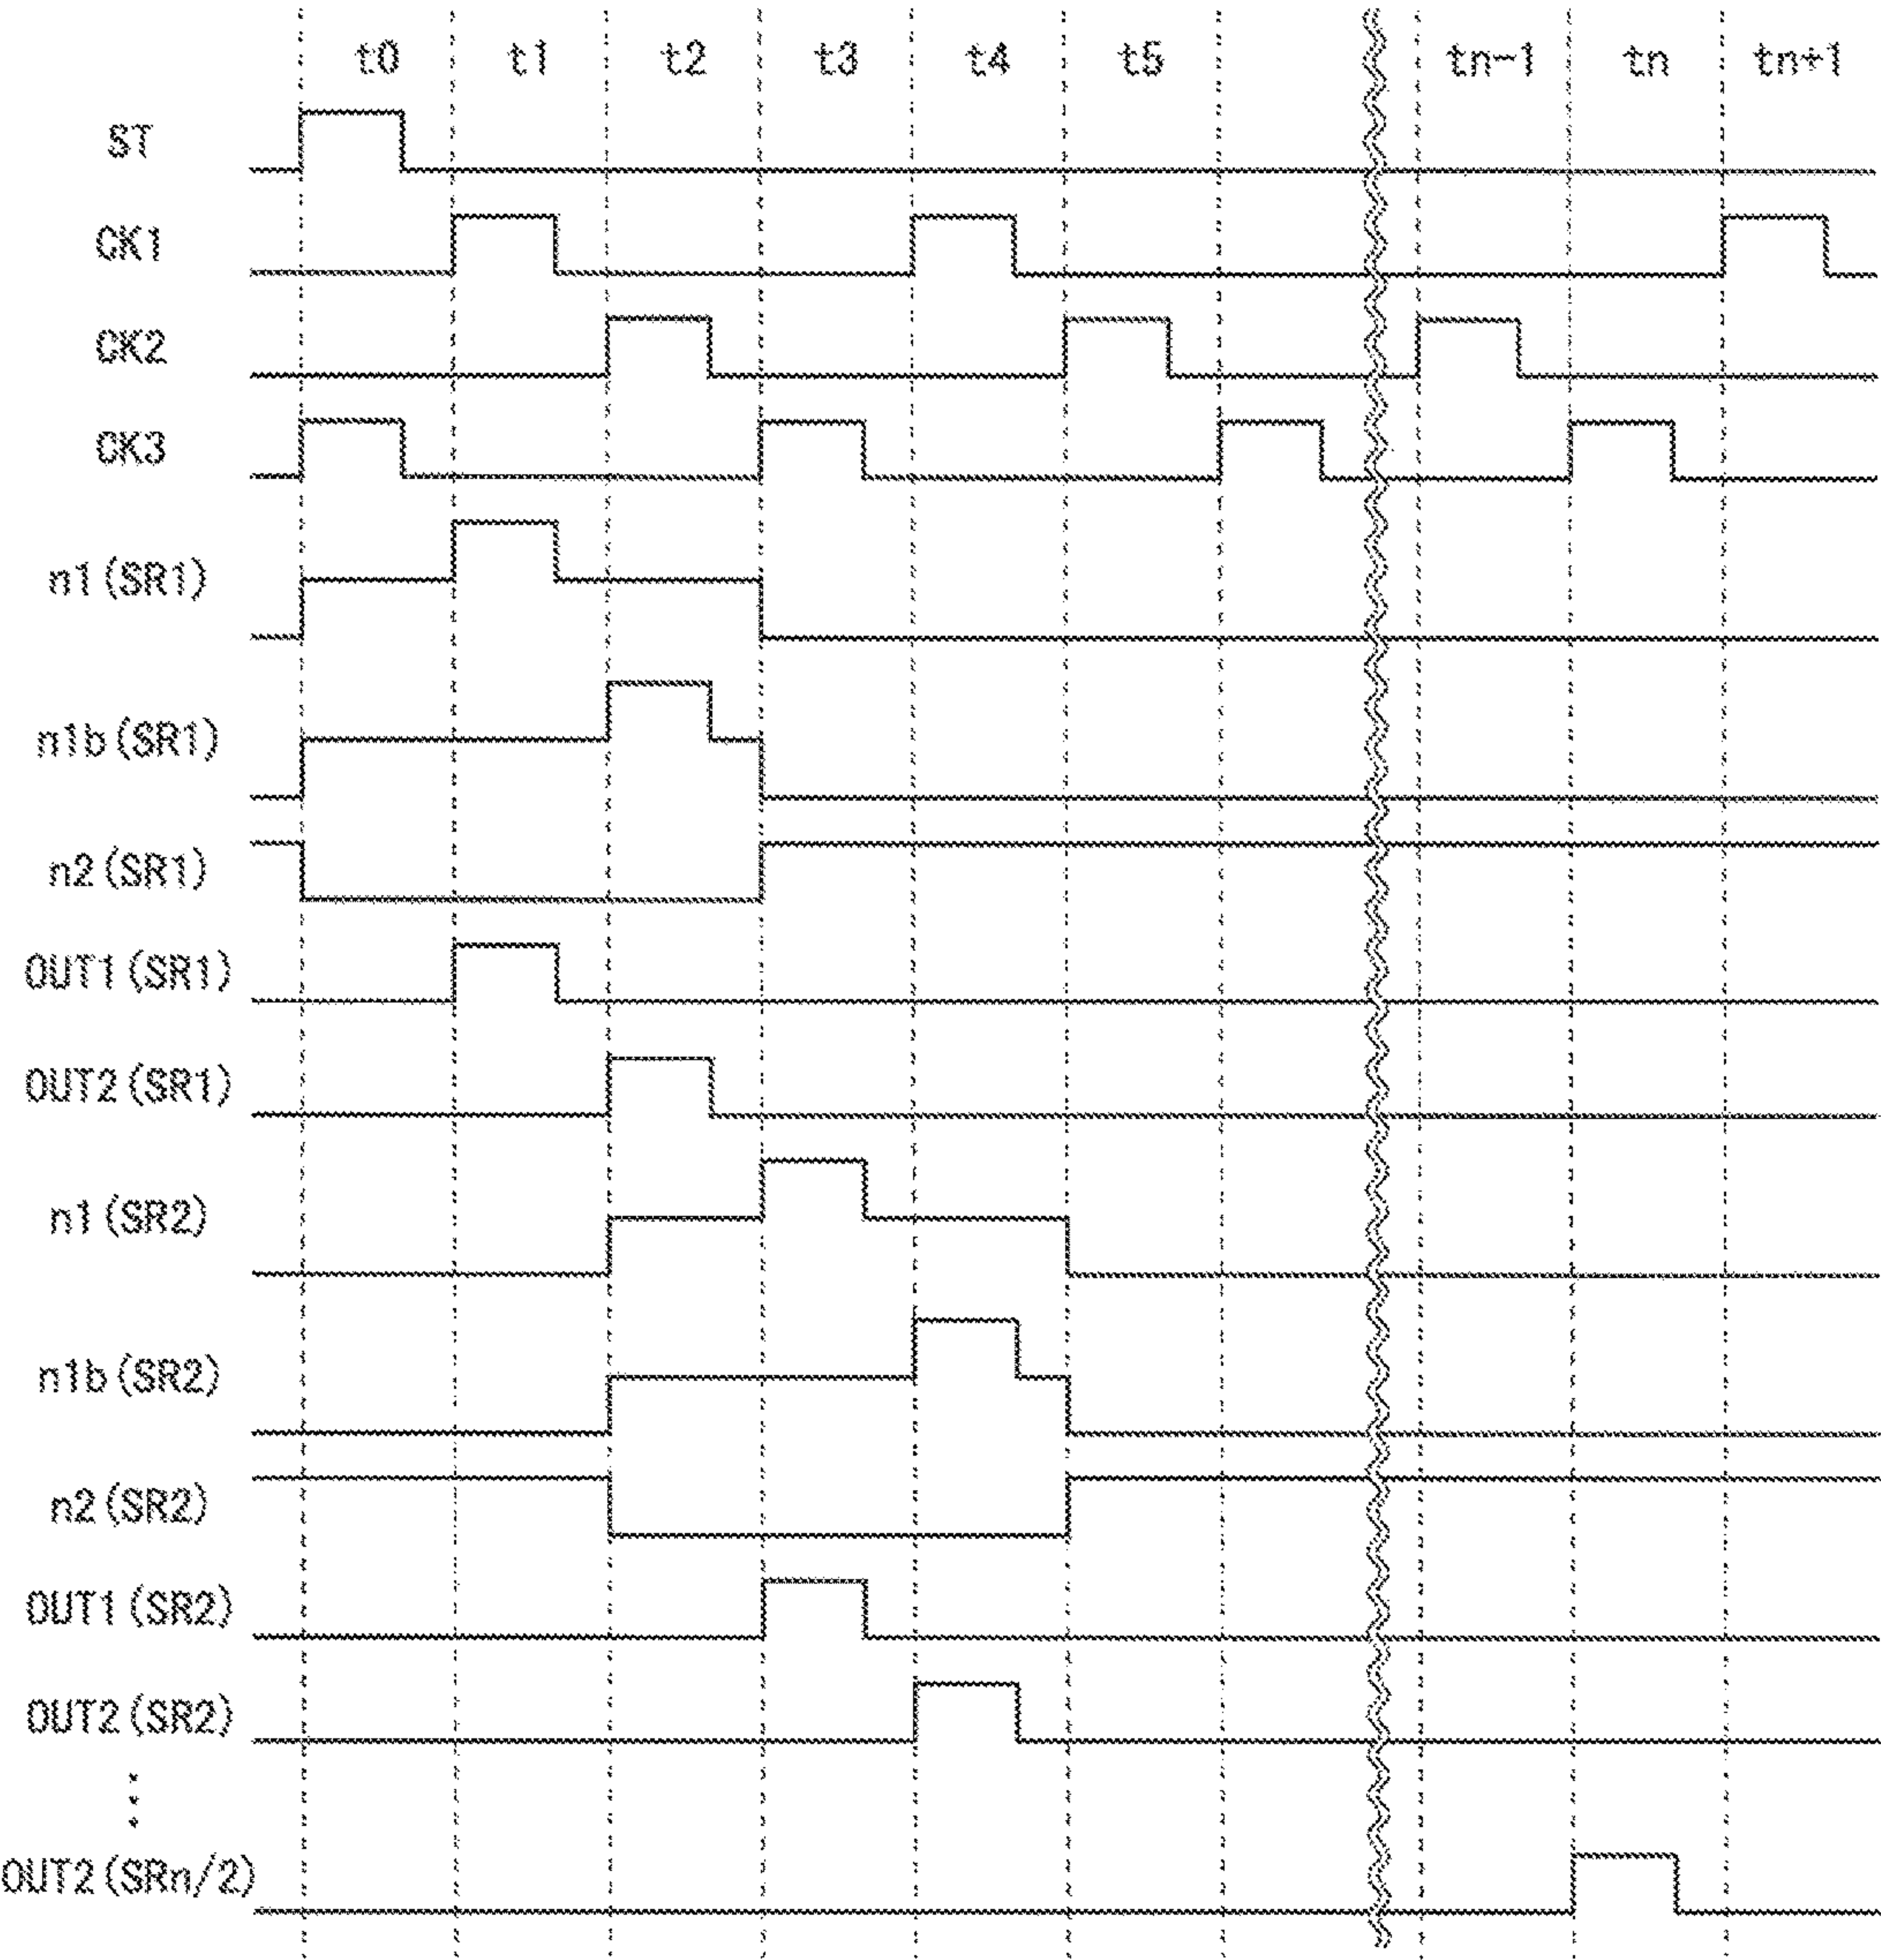 t0 t1 t2 t3 t4 t5 tn-1 tn tn+1
ST
CK1
CK2
CK3
n1(SR1)
n1b(SR1)
n2(SR1)
OUT1(SR1)
OUT2(SR1)
n1(SR2)
n1b(SR2)
n2(SR2)
OUT1(SR2)
OUT2(SR2)
⋮
OUT2(SRn/2)